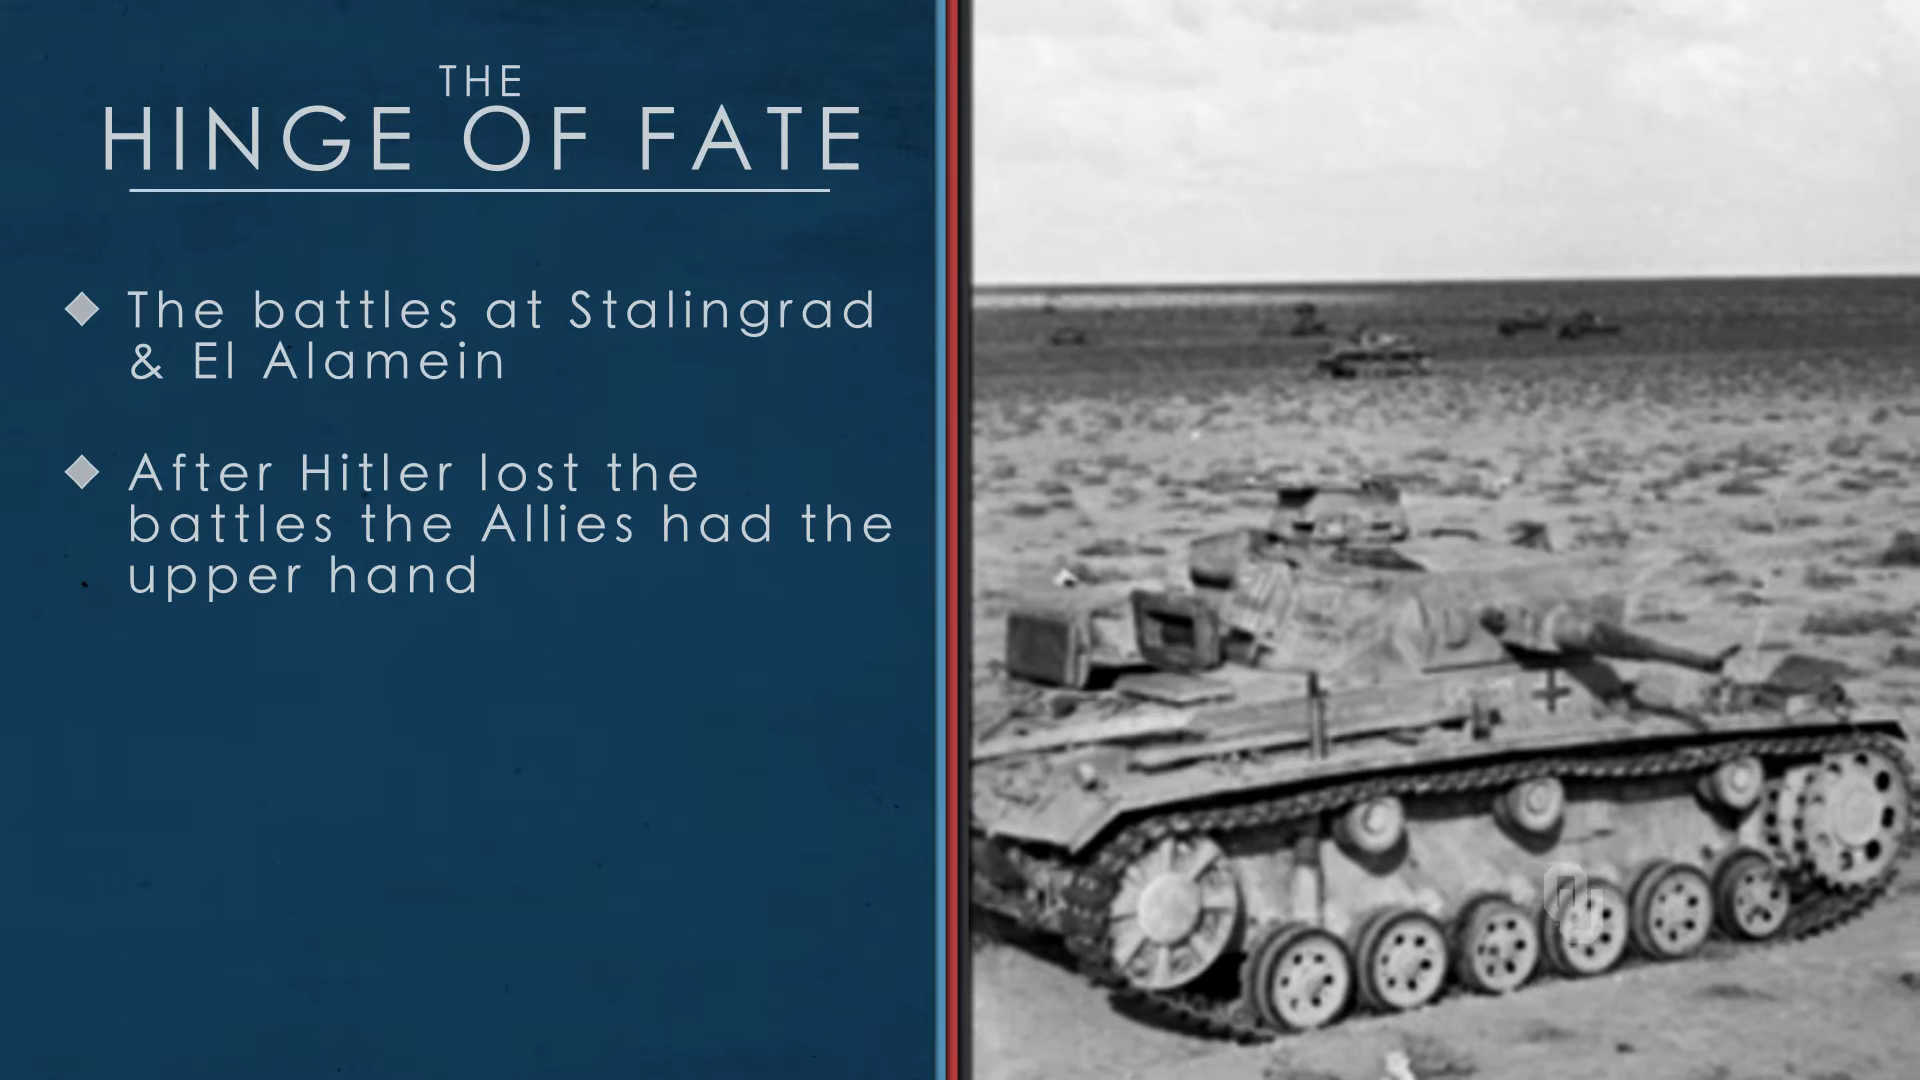 THE
HINGE OF FATE
The battles at Stalingrad
& El Alamein
After Hitler lost the
battles the Allies had the
upper hand